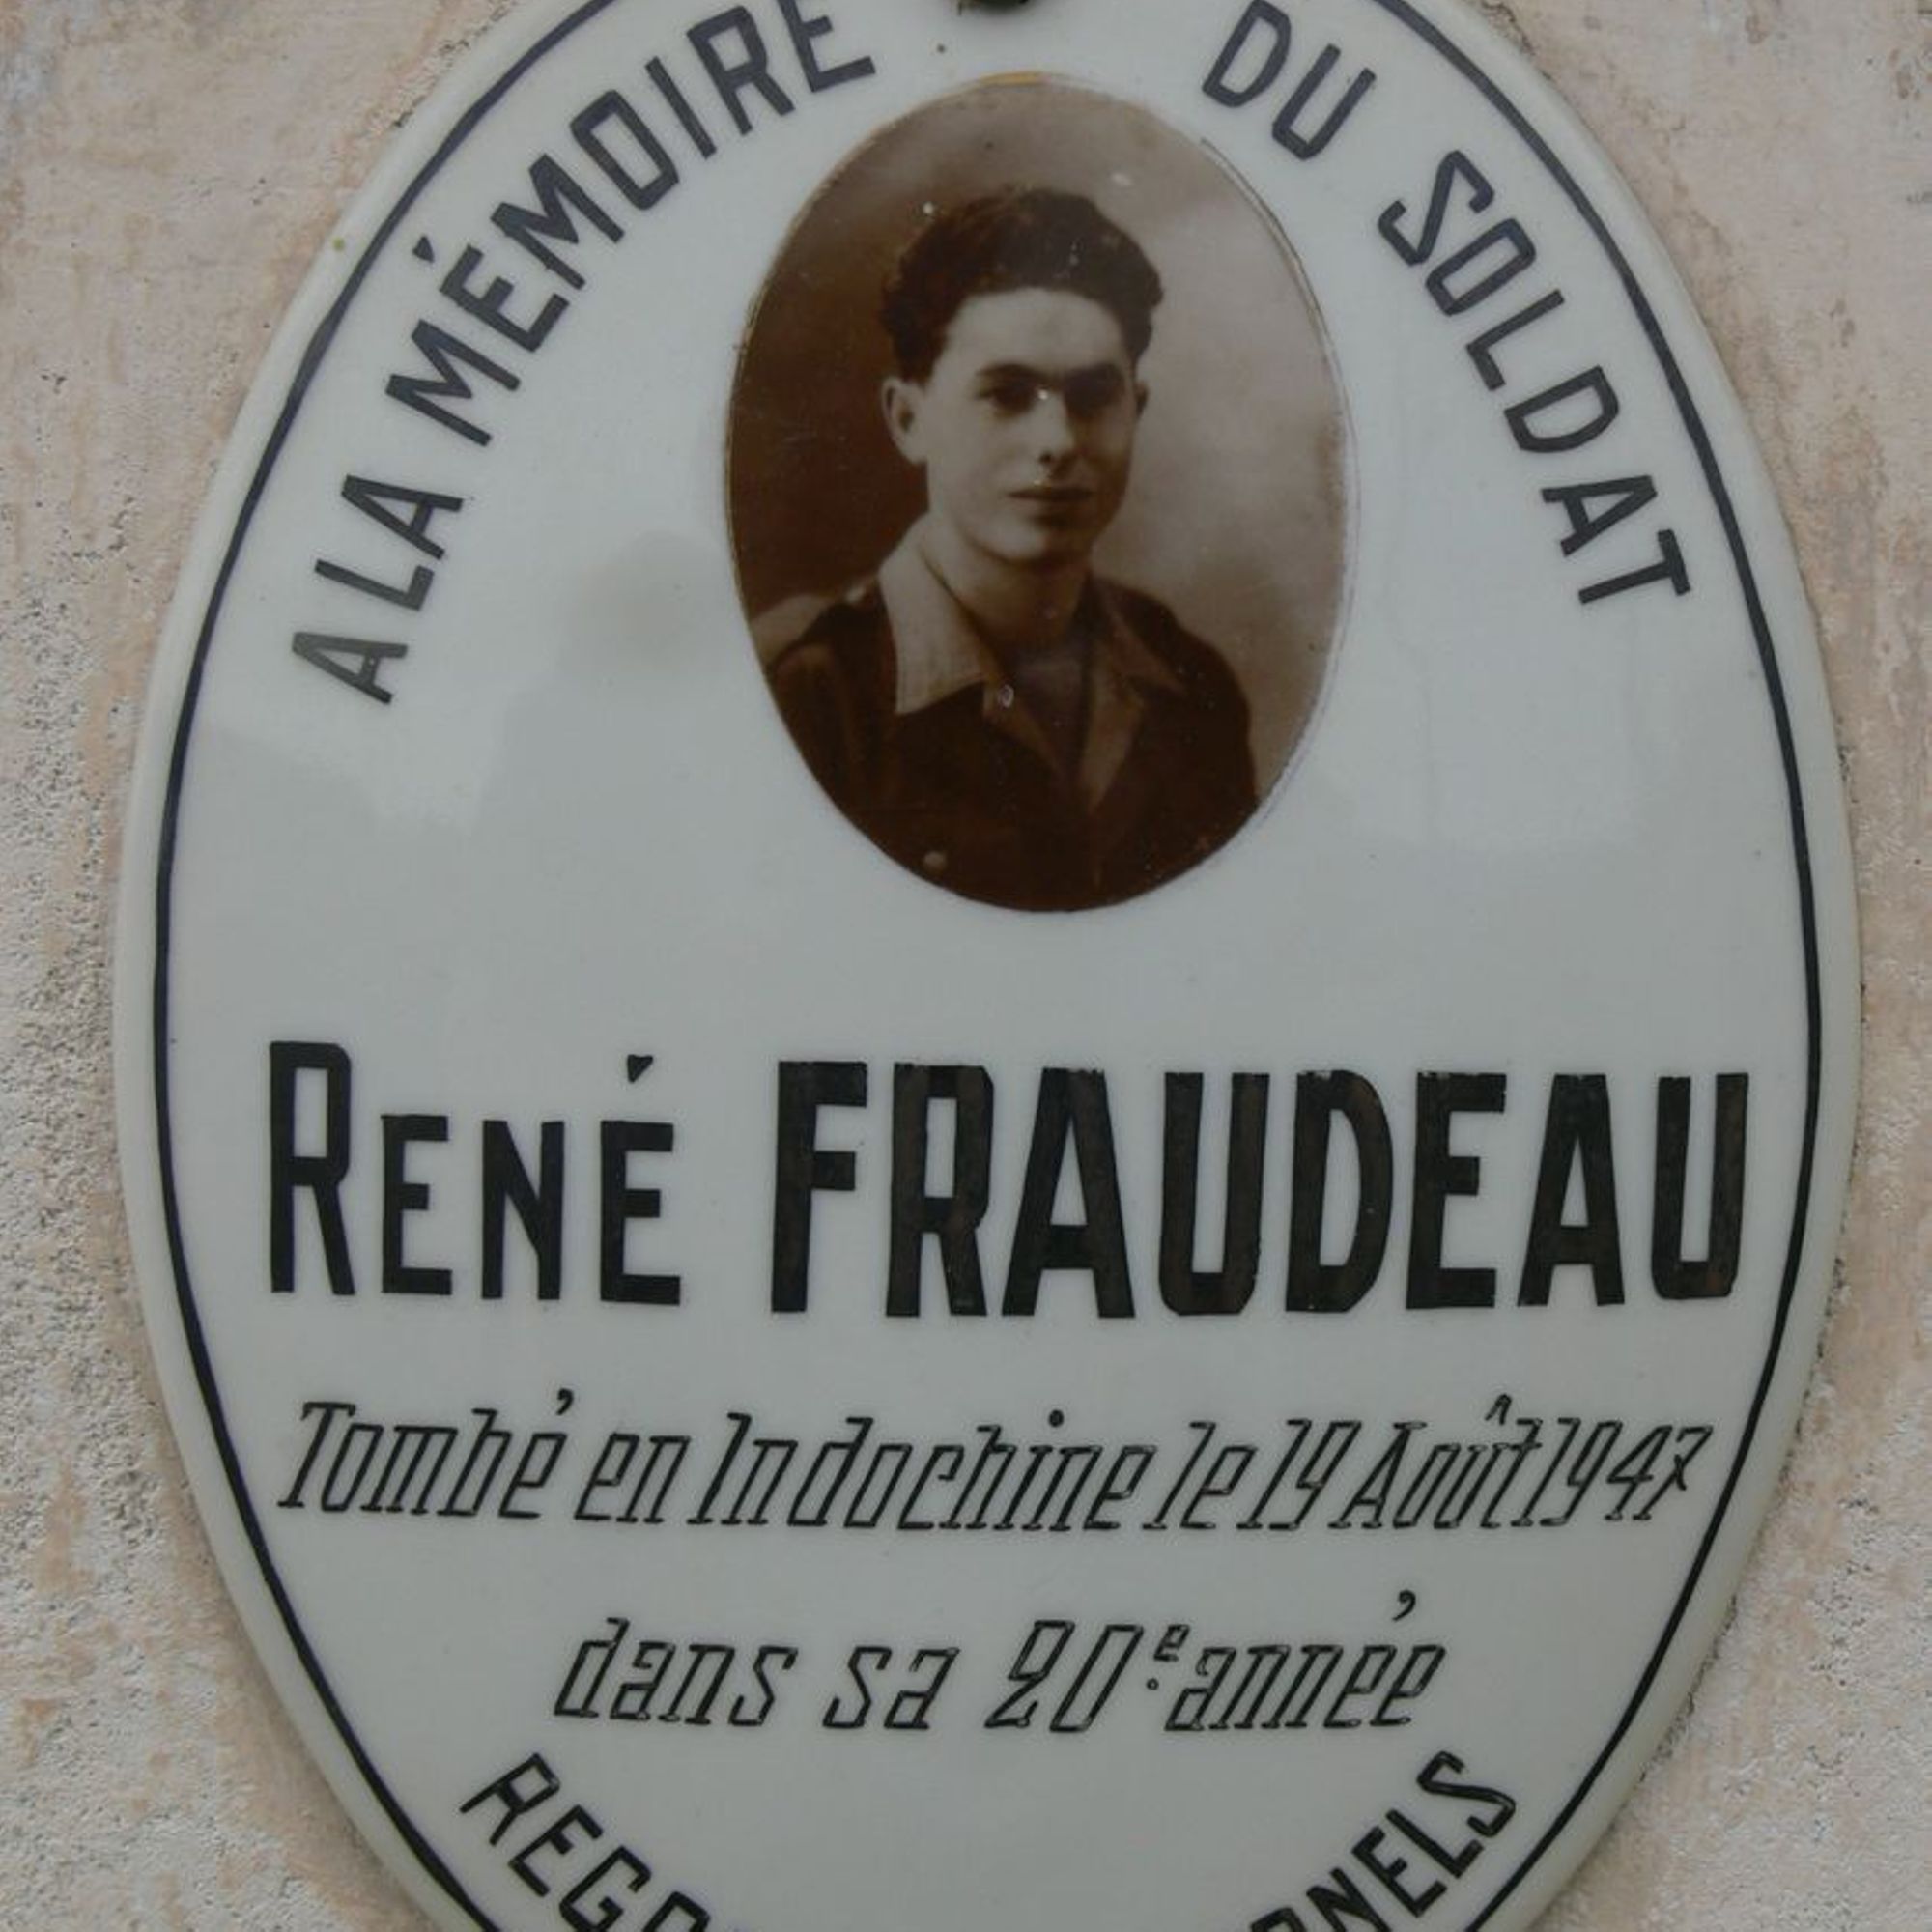 A LA MÉMOIRE DU SOLDAT
RENÉ FRAUDEAU
Tombé en Indochine le 19 Août 1947
dans sa 20e année